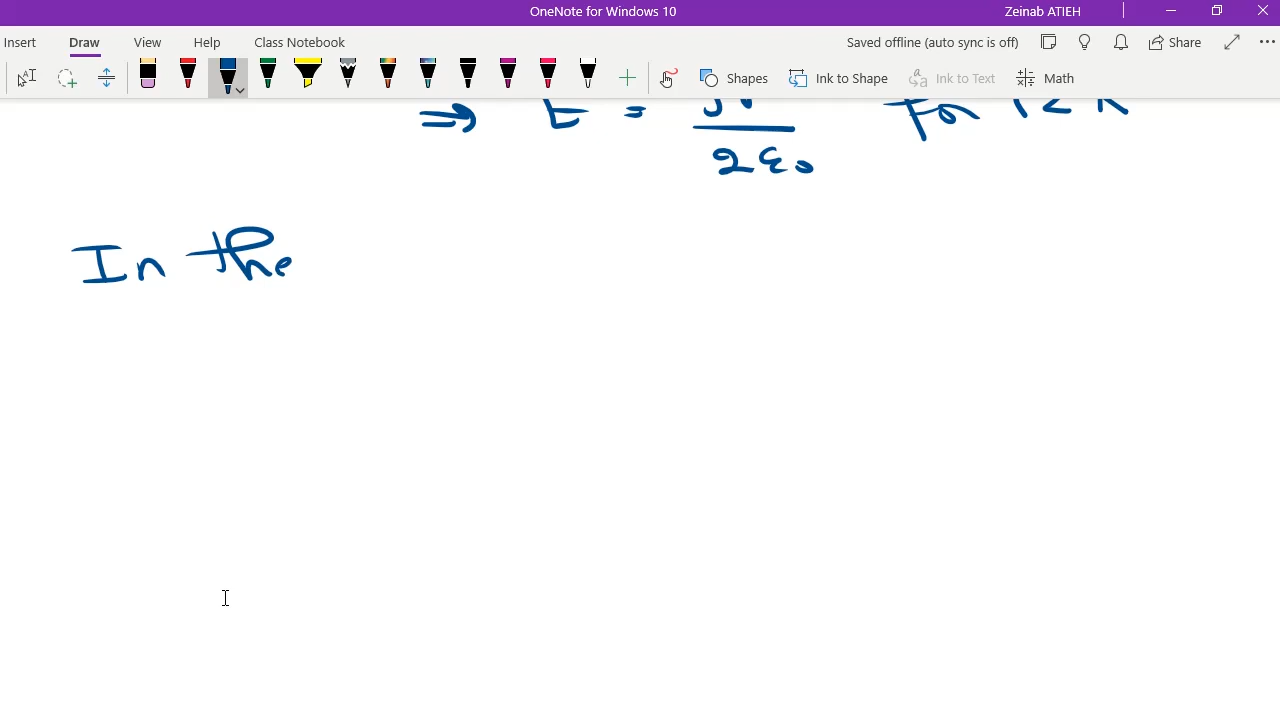 OneNote for Windows 10
Zeinab ATIEH
Insert Draw View Help Class Notebook
Saved offline (auto sync is off)
Share
Shapes
Ink to Shape
Ink to Text
Math
⇒ E =
2ε₀
for r < R
In the